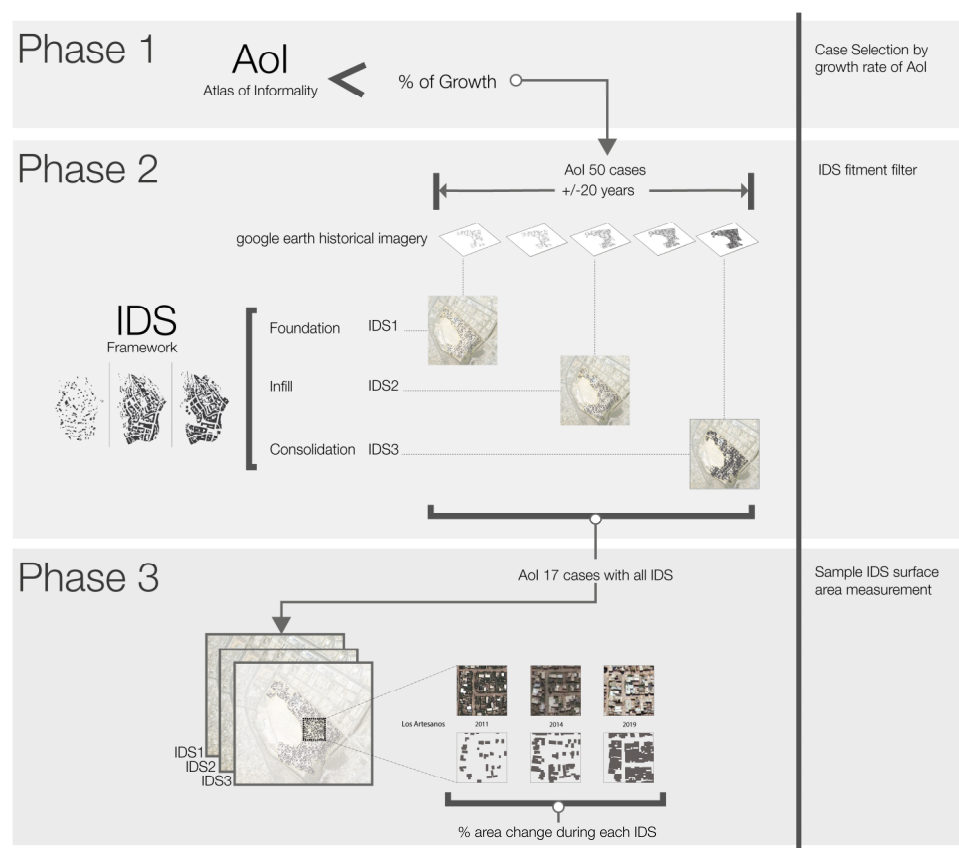 Phase 1
AoI
Atlas of Informality
% of Growth
Case Selection by
growth rate of AoI
Phase 2
AoI 50 cases
+/-20 years
IDS fitment filter
google earth historical imagery
IDS
Framework
Foundation IDS1
Infill IDS2
Consolidation IDS3
Phase 3
AoI 17 cases with all IDS
Sample IDS surface
area measurement
Los Artesanos 2011 2014 2019
IDS1
IDS2
IDS3
% area change during each IDS